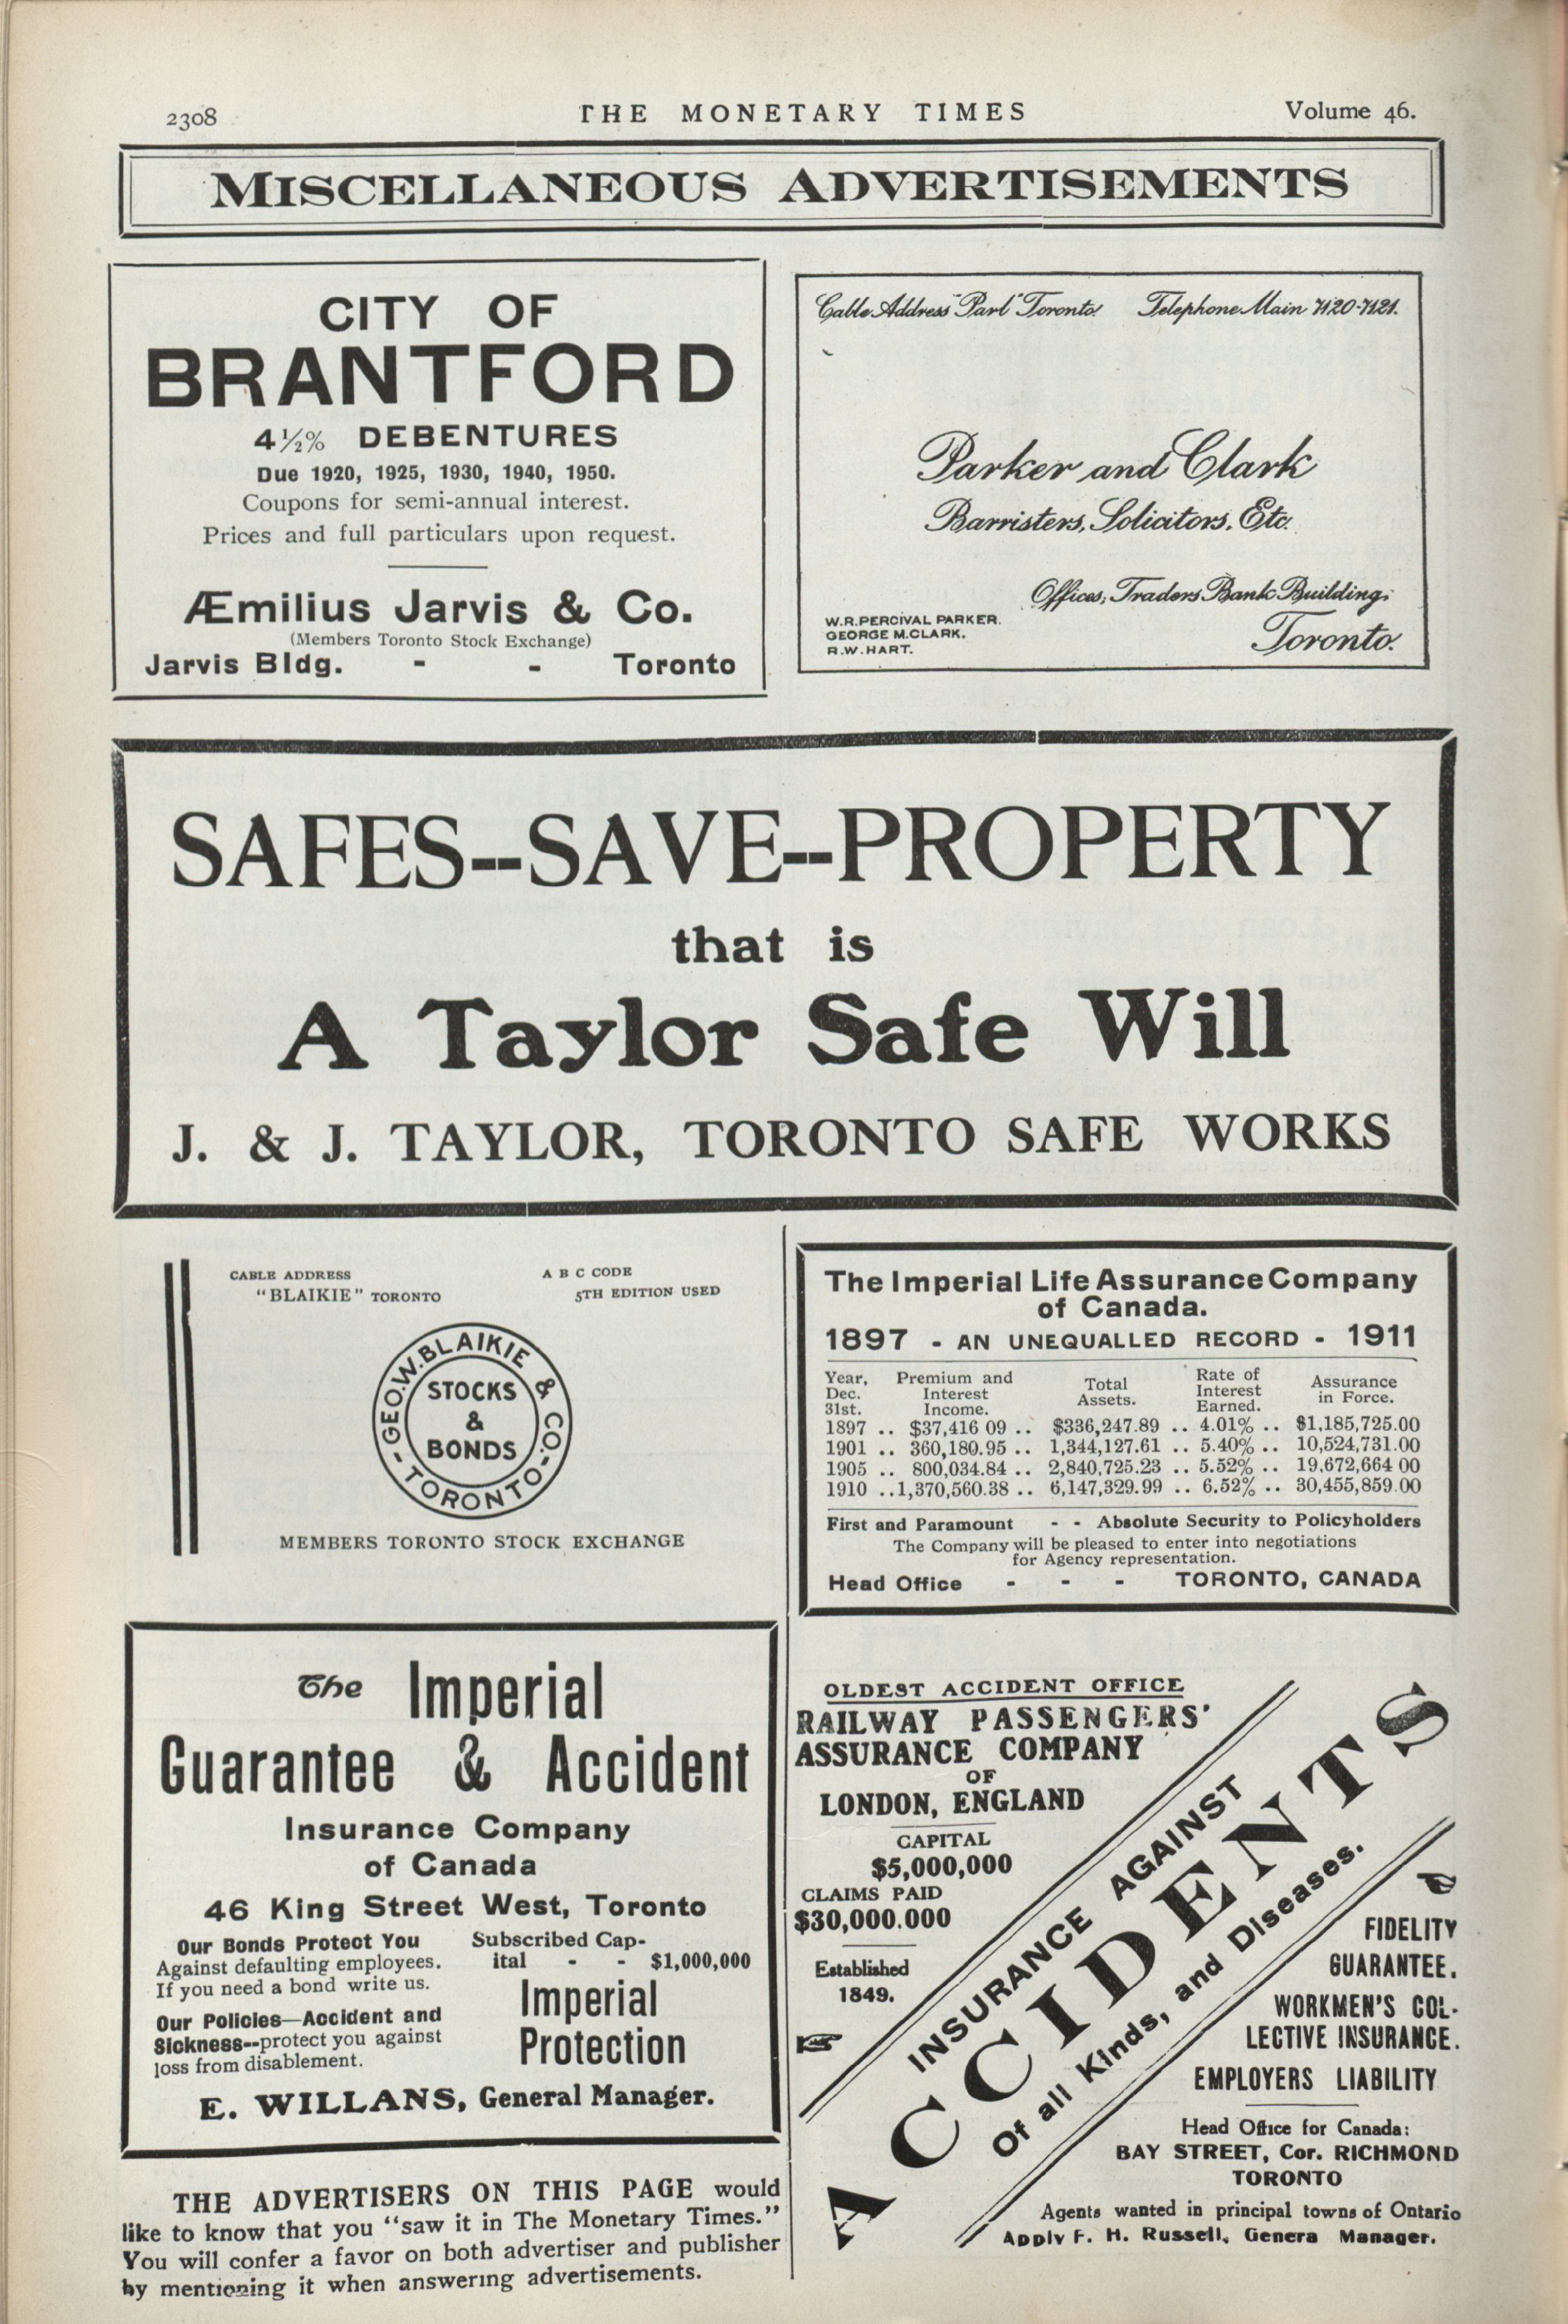 2308 THE MONETARY TIMES Volume 46.
MISCELLANEOUS ADVERTISEMENTS
CITY OF
BRANTFORD
4½% DEBENTURES
Due 1920, 1925, 1930, 1940, 1950.
Coupons for semi-annual interest.
Prices and full particulars upon request.
Æmilius Jarvis & Co.
(Members Toronto Stock Exchange)
Jarvis Bldg. - - Toronto
Cable Address "Parl" Toronto. Telephone Main 7120-7121.
Parker and Clark
Barristers, Solicitors, Etc.
Offices, Traders Bank Building,
Toronto.
W.R.PERCIVAL PARKER.
GEORGE M.CLARK.
R.W.HART.
SAFES--SAVE--PROPERTY
that is
A Taylor Safe Will
J. & J. TAYLOR, TORONTO SAFE WORKS
CABLE ADDRESS
"BLAIKIE" TORONTO
A B C CODE
5TH EDITION USED
GEO.W.BLAIKIE & CO.
-TORONTO-
STOCKS
&
BONDS
MEMBERS TORONTO STOCK EXCHANGE
The Imperial Life Assurance Company
of Canada.
1897 - AN UNEQUALLED RECORD - 1911
Year, Dec. 31st. Premium and Interest Income. Total Assets. Rate of Interest Earned. Assurance in Force.
1897 .. $37,416 09 .. $336,247.89 .. 4.01% .. $1,185,725.00
1901 .. 360,180.95 .. 1,344,127.61 .. 5.40% .. 10,524,731.00
1905 .. 800,034.84 .. 2,840,725.23 .. 5.52% .. 19,672,664 00
1910 ..1,370,560.38 .. 6,147,329.99 .. 6.52% .. 30,455,859.00
First and Paramount - - Absolute Security to Policyholders
The Company will be pleased to enter into negotiations
for Agency representation.
Head Office - - - TORONTO, CANADA
The Imperial
Guarantee & Accident
Insurance Company
of Canada
46 King Street West, Toronto
Our Bonds Protect You
Against defaulting employees.
If you need a bond write us.
Our Policies—Accident and
Sickness--protect you against
loss from disablement.
Subscribed Cap-
ital - - $1,000,000
Imperial
Protection
E. WILLANS, General Manager.
THE ADVERTISERS ON THIS PAGE would
like to know that you "saw it in The Monetary Times."
You will confer a favor on both advertiser and publisher
by mentioning it when answering advertisements.
OLDEST ACCIDENT OFFICE
RAILWAY PASSENGERS'
ASSURANCE COMPANY
OF
LONDON, ENGLAND
CAPITAL
$5,000,000
CLAIMS PAID
$30,000.000
Established
1849.
INSURANCE AGAINST
ACCIDENTS
Of all Kinds, and Diseases.
FIDELITY
GUARANTEE.
WORKMEN'S COL-
LECTIVE INSURANCE.
EMPLOYERS LIABILITY
Head Office for Canada:
BAY STREET, Cor. RICHMOND
TORONTO
Agents wanted in principal towns of Ontario
Apply F. H. Russell, Genera Manager.